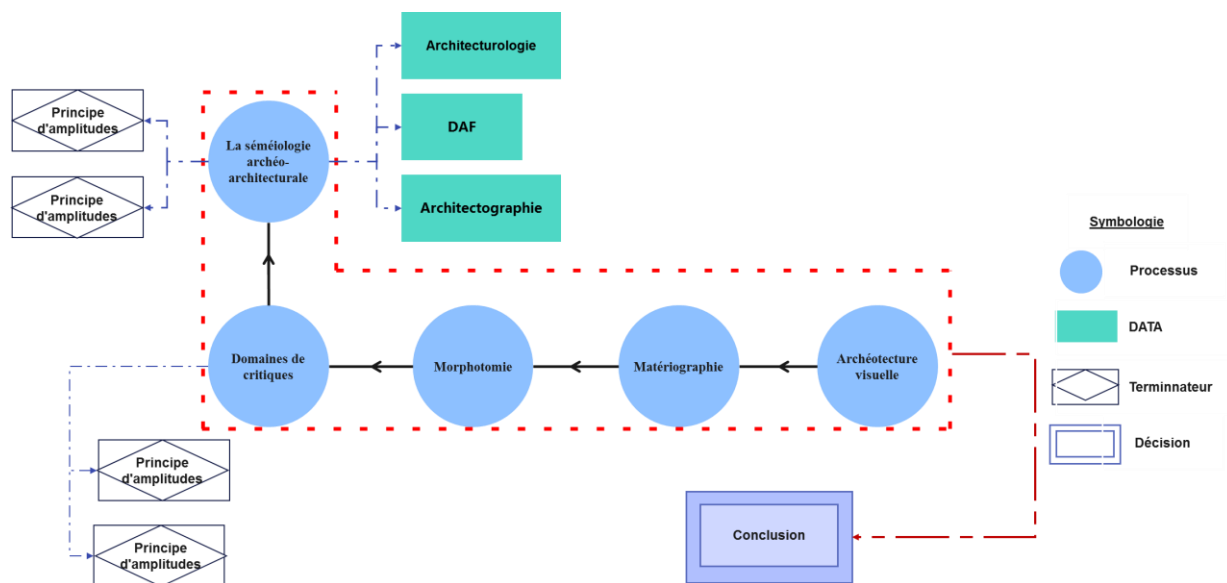 Architecturologie
Principe
d'amplitudes
DAF
La séméiologie
archéo-
architecturale
Principe
d'amplitudes
Architectographie
Symbologie
Processus
DATA
Domaines de
critiques
Morphotomie
Matériographie
Archéotecture
visuelle
Terminnateur
Décision
Principe
d'amplitudes
Principe
d'amplitudes
Conclusion